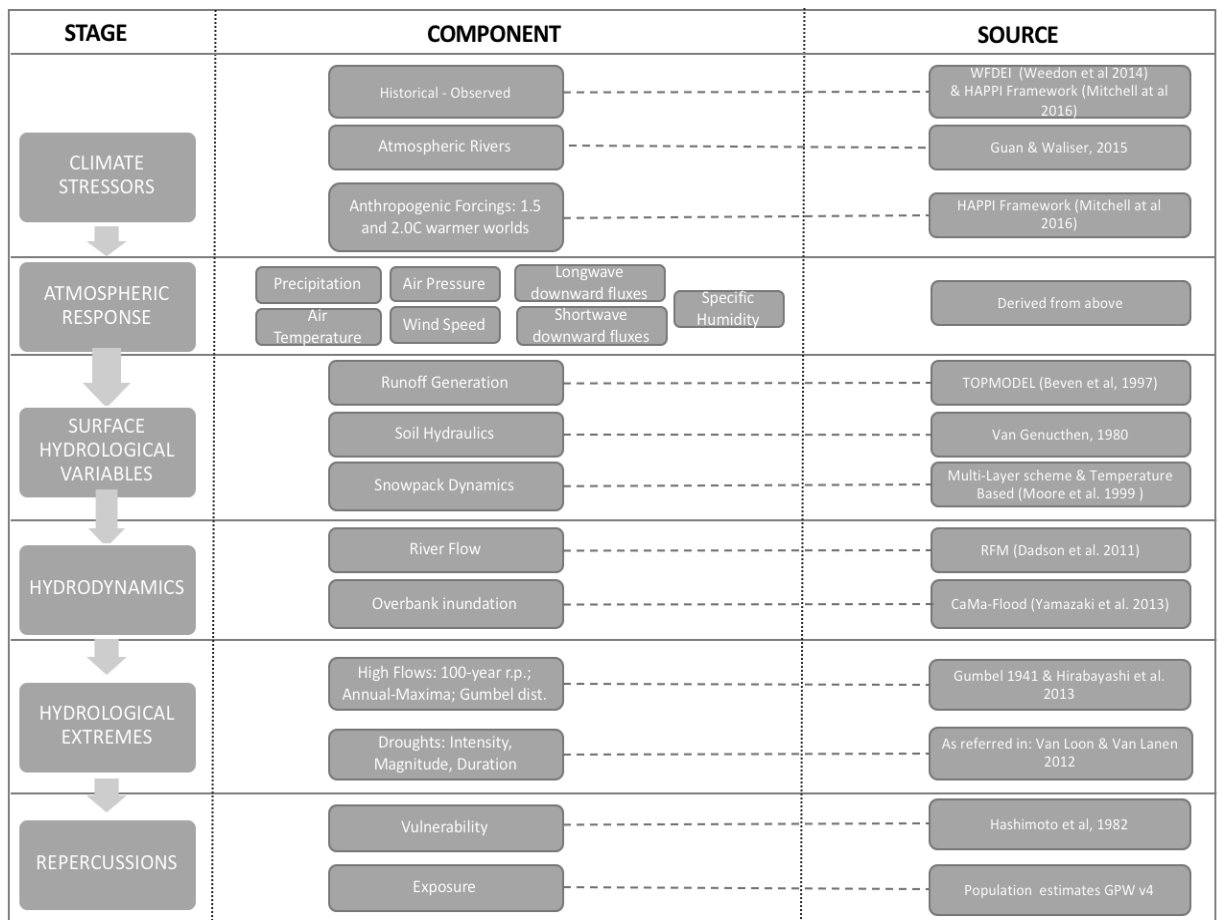 STAGE
COMPONENT
SOURCE
CLIMATE
STRESSORS
Historical - Observed
WFDEI (Weedon et al 2014)
& HAPPI Framework (Mitchell at al
2016)
Atmospheric Rivers
Guan & Waliser, 2015
Anthropogenic Forcings: 1.5
and 2.0C warmer worlds
HAPPI Framework (Mitchell at al
2016)
ATMOSPHERIC
RESPONSE
Precipitation
Air Pressure
Longwave
downward fluxes
Specific
Humidity
Air
Temperature
Wind Speed
Shortwave
downward fluxes
Derived from above
SURFACE
HYDROLOGICAL
VARIABLES
Runoff Generation
TOPMODEL (Beven et al, 1997)
Soil Hydraulics
Van Genucthen, 1980
Snowpack Dynamics
Multi-Layer scheme & Temperature
Based (Moore et al. 1999 )
HYDRODYNAMICS
River Flow
RFM (Dadson et al. 2011)
Overbank inundation
CaMa-Flood (Yamazaki et al. 2013)
HYDROLOGICAL
EXTREMES
High Flows: 100-year r.p.;
Annual-Maxima; Gumbel dist.
Gumbel 1941 & Hirabayashi et al.
2013
Droughts: Intensity,
Magnitude, Duration
As referred in: Van Loon & Van Lanen
2012
REPERCUSSIONS
Vulnerability
Hashimoto et al, 1982
Exposure
Population estimates GPW v4